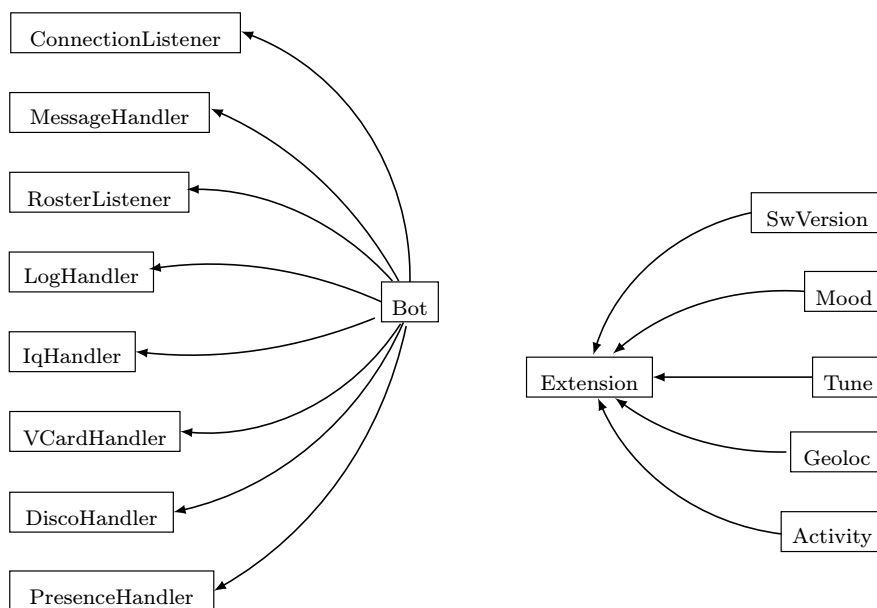 ConnectionListener
MessageHandler
RosterListener
LogHandler
IqHandler
VCardHandler
DiscoHandler
PresenceHandler
Bot
SwVersion
Mood
Extension
Tune
Geoloc
Activity